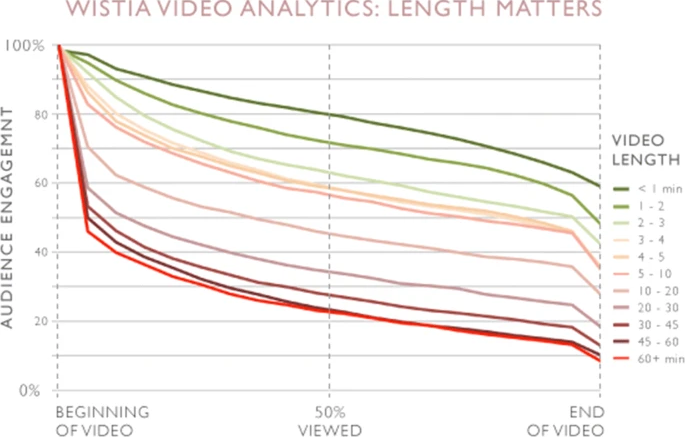 WISTIA VIDEO ANALYTICS: LENGTH MATTERS
100%
80
60
40
20
0%
AUDIENCE ENGAGEMNT
BEGINNING
OF VIDEO
50%
VIEWED
END
OF VIDEO
VIDEO
LENGTH
< 1 min
1 - 2
2 - 3
3 - 4
4 - 5
5 - 10
10 - 20
20 - 30
30 - 45
45 - 60
60+ min